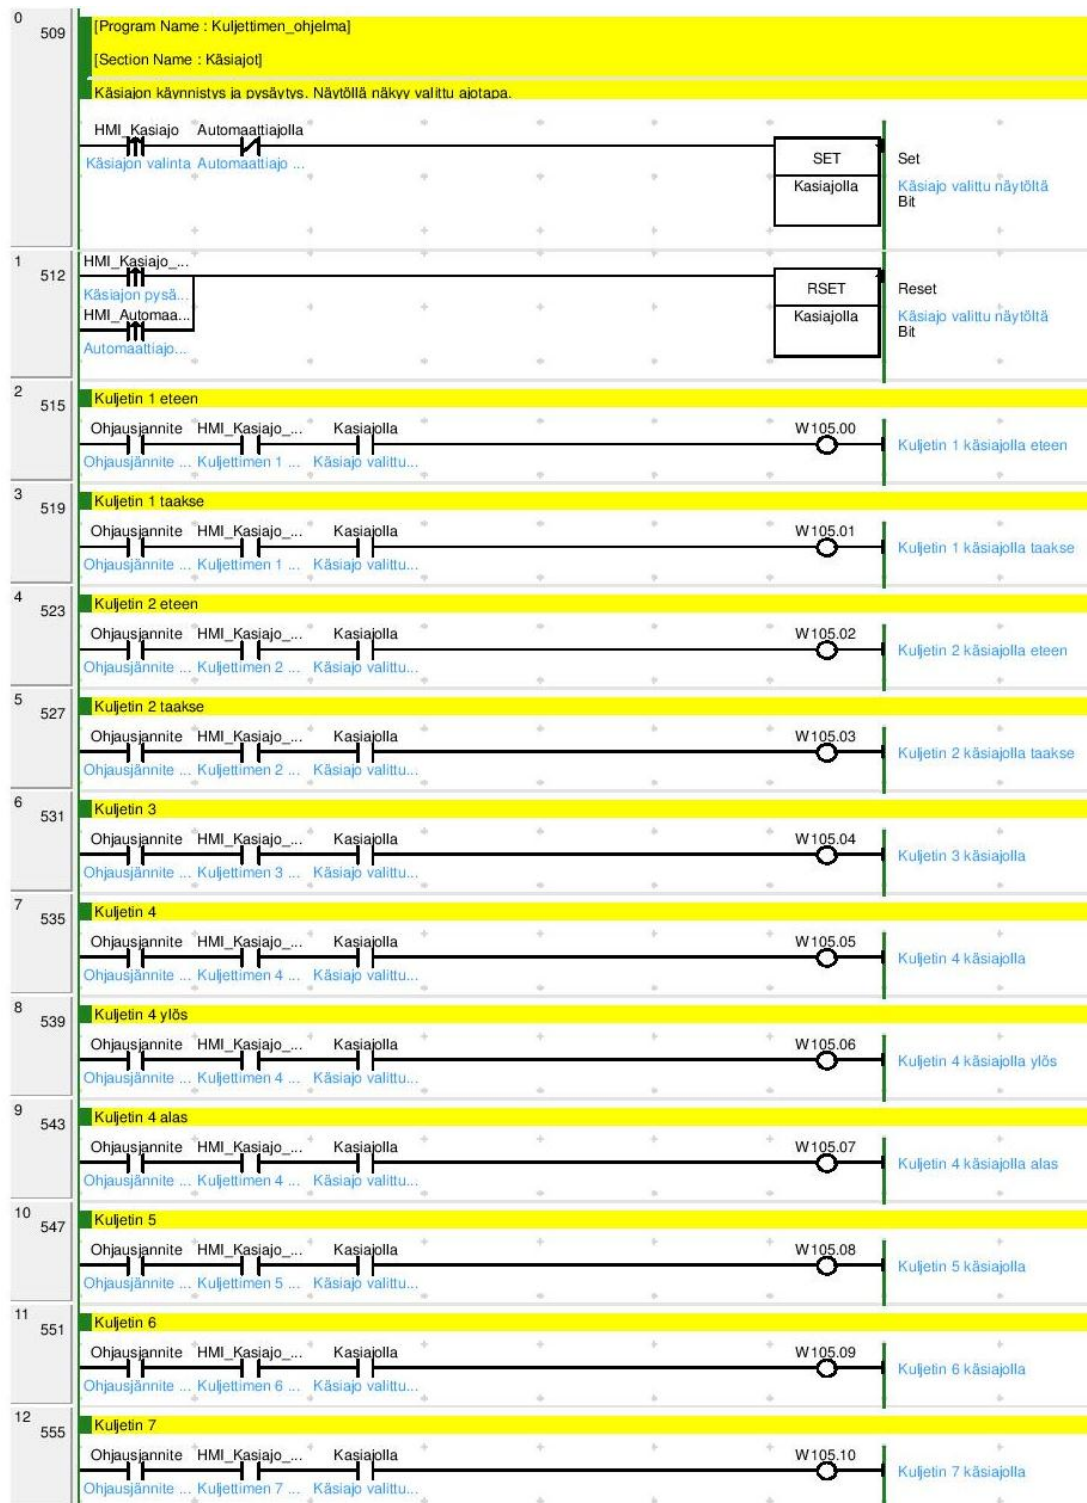 0
509
[Program Name : Kuljettimen_ohjelma]
[Section Name : Käsiajot]
Käsiajon käynnistys ja pysäytys. Näytöllä näkyy valittu ajotapa.
HMI_Kasiajo Automaattiajolla
Käsiajon valinta Automaattiajo ...
SET Set
Kasiajolla Käsiajo valittu näytöltä
Bit
1
512
HMI_Kasiajo_...
Käsiajon pysä...
HMI_Automaa...
Automaattiajo...
RSET Reset
Kasiajolla Käsiajo valittu näytöltä
Bit
2
515
Kuljetin 1 eteen
Ohjausjannite HMI_Kasiajo_... Kasiajolla W105.00
Ohjausjännite ... Kuljettimen 1 ... Käsiajo valittu... Kuljetin 1 käsiajolla eteen
3
519
Kuljetin 1 taakse
Ohjausjannite HMI_Kasiajo_... Kasiajolla W105.01
Ohjausjännite ... Kuljettimen 1 ... Käsiajo valittu... Kuljetin 1 käsiajolla taakse
4
523
Kuljetin 2 eteen
Ohjausjannite HMI_Kasiajo_... Kasiajolla W105.02
Ohjausjännite ... Kuljettimen 2 ... Käsiajo valittu... Kuljetin 2 käsiajolla eteen
5
527
Kuljetin 2 taakse
Ohjausjannite HMI_Kasiajo_... Kasiajolla W105.03
Ohjausjännite ... Kuljettimen 2 ... Käsiajo valittu... Kuljetin 2 käsiajolla taakse
6
531
Kuljetin 3
Ohjausjannite HMI_Kasiajo_... Kasiajolla W105.04
Ohjausjännite ... Kuljettimen 3 ... Käsiajo valittu... Kuljetin 3 käsiajolla
7
535
Kuljetin 4
Ohjausjannite HMI_Kasiajo_... Kasiajolla W105.05
Ohjausjännite ... Kuljettimen 4 ... Käsiajo valittu... Kuljetin 4 käsiajolla
8
539
Kuljetin 4 ylös
Ohjausjannite HMI_Kasiajo_... Kasiajolla W105.06
Ohjausjännite ... Kuljettimen 4 ... Käsiajo valittu... Kuljetin 4 käsiajolla ylös
9
543
Kuljetin 4 alas
Ohjausjannite HMI_Kasiajo_... Kasiajolla W105.07
Ohjausjännite ... Kuljettimen 4 ... Käsiajo valittu... Kuljetin 4 käsiajolla alas
10
547
Kuljetin 5
Ohjausjannite HMI_Kasiajo_... Kasiajolla W105.08
Ohjausjännite ... Kuljettimen 5 ... Käsiajo valittu... Kuljetin 5 käsiajolla
11
551
Kuljetin 6
Ohjausjannite HMI_Kasiajo_... Kasiajolla W105.09
Ohjausjännite ... Kuljettimen 6 ... Käsiajo valittu... Kuljetin 6 käsiajolla
12
555
Kuljetin 7
Ohjausjannite HMI_Kasiajo_... Kasiajolla W105.10
Ohjausjännite ... Kuljettimen 7 ... Käsiajo valittu... Kuljetin 7 käsiajolla